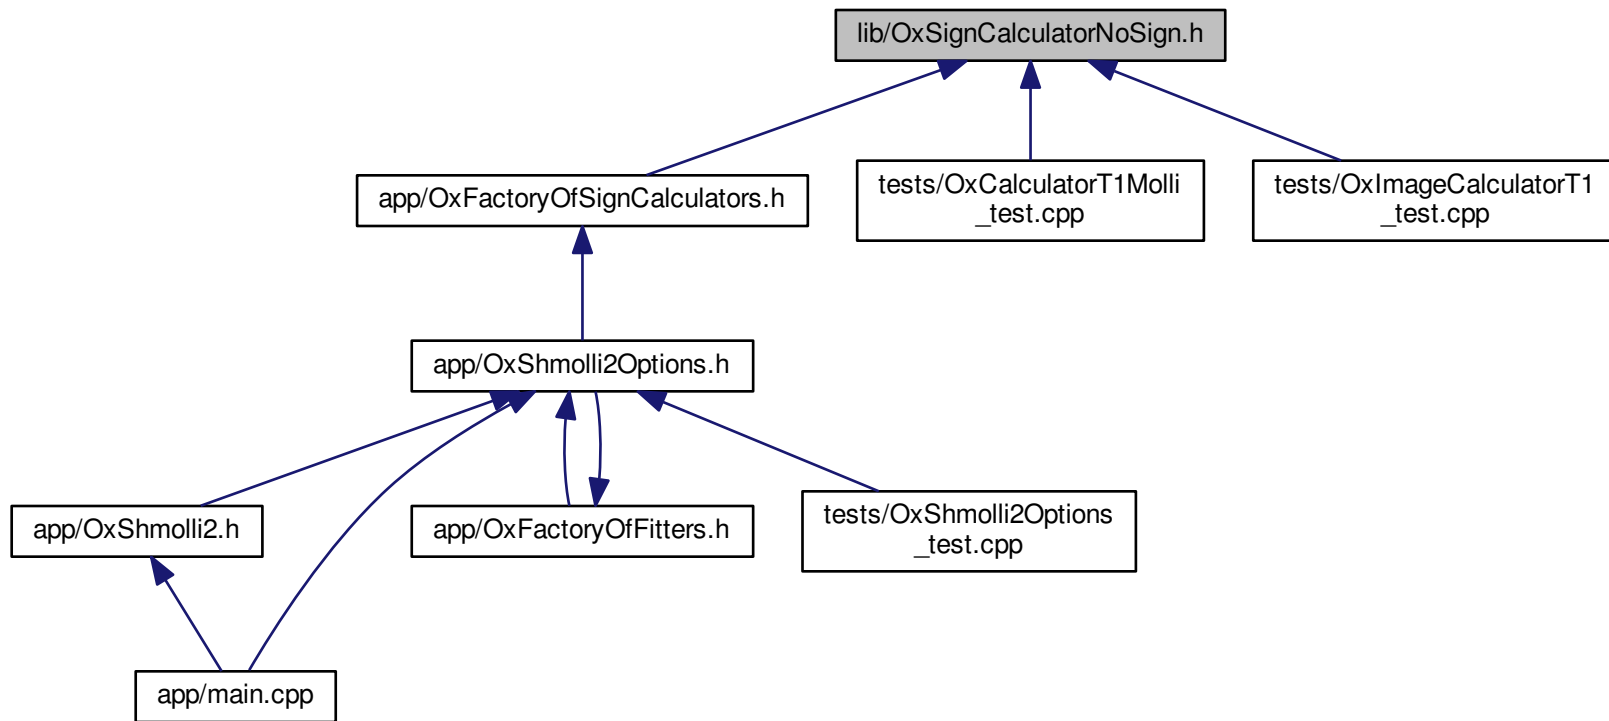 lib/OxSignCalculatorNoSign.h
app/OxFactoryOfSignCalculators.h
tests/OxCalculatorT1Molli
_test.cpp
tests/OxImageCalculatorT1
_test.cpp
app/OxShmolli2Options.h
app/OxShmolli2.h
app/OxFactoryOfFitters.h
tests/OxShmolli2Options
_test.cpp
app/main.cpp